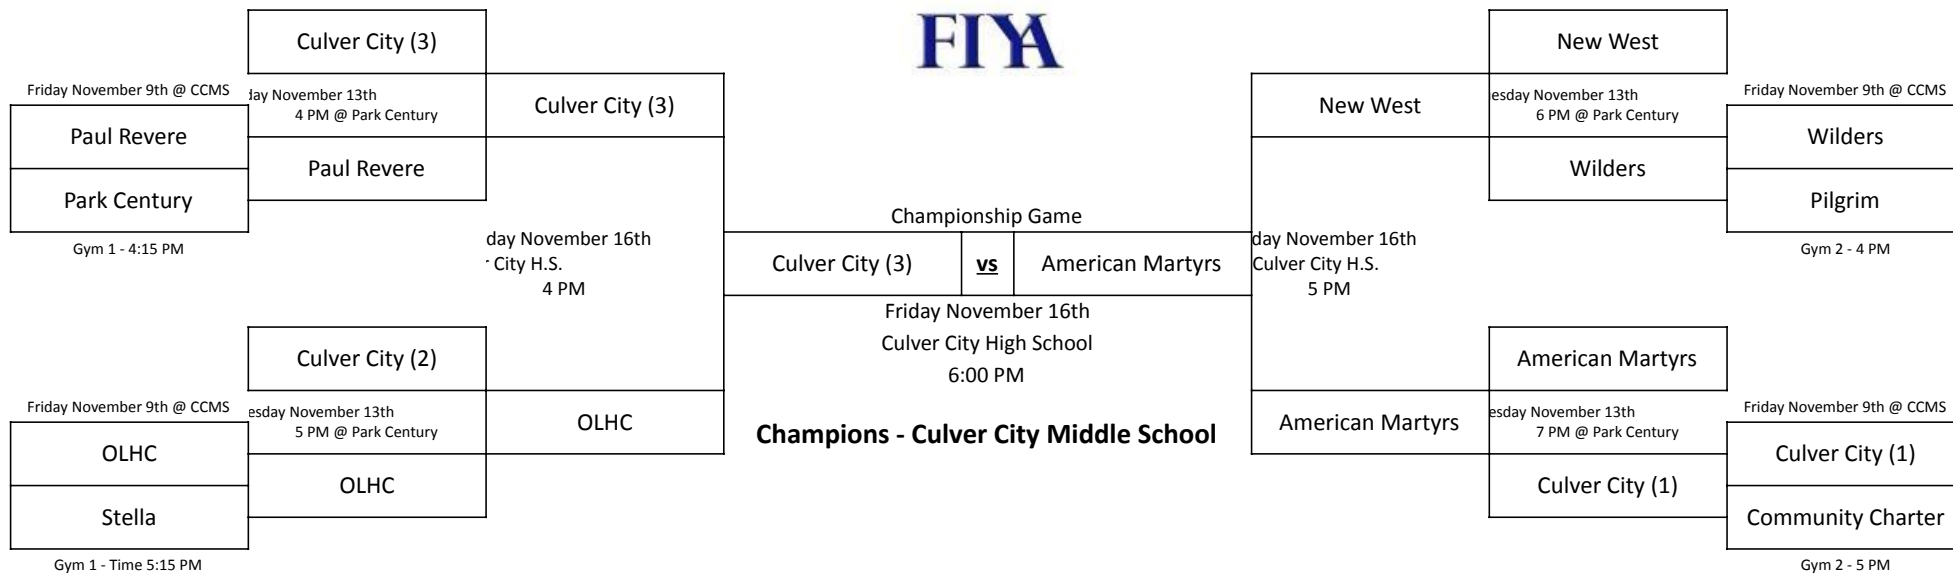 FIYA
Culver City (3)
Friday November 9th @ CCMS
Paul Revere
Park Century
Gym 1 - 4:15 PM
day November 13th
4 PM @ Park Century
Paul Revere
Culver City (3)
day November 16th
City H.S.
4 PM
Culver City (2)
Friday November 9th @ CCMS
OLHC
Stella
Gym 1 - Time 5:15 PM
esday November 13th
5 PM @ Park Century
OLHC
OLHC
Championship Game
Culver City (3) vs American Martyrs
Friday November 16th
Culver City High School
6:00 PM
Champions - Culver City Middle School
New West
New West
esday November 13th
6 PM @ Park Century
Wilders
Friday November 9th @ CCMS
Wilders
Pilgrim
Gym 2 - 4 PM
day November 16th
Culver City H.S.
5 PM
American Martyrs
American Martyrs
esday November 13th
7 PM @ Park Century
Culver City (1)
Friday November 9th @ CCMS
Culver City (1)
Community Charter
Gym 2 - 5 PM